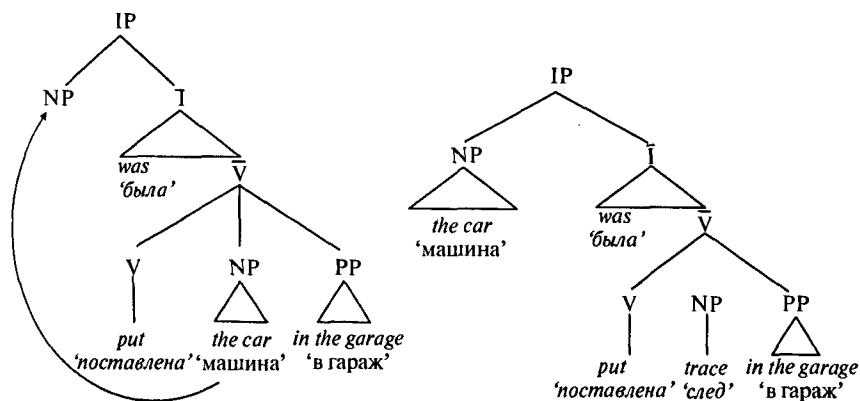 IP
NP Ī
was
'была'
V̄
V NP PP
put the car in the garage
'поставлена' 'машина' 'в гараж'
IP
NP Ī
the car was
'машина' 'была'
V̄
V NP PP
put trace in the garage
'поставлена' 'след' 'в гараж'